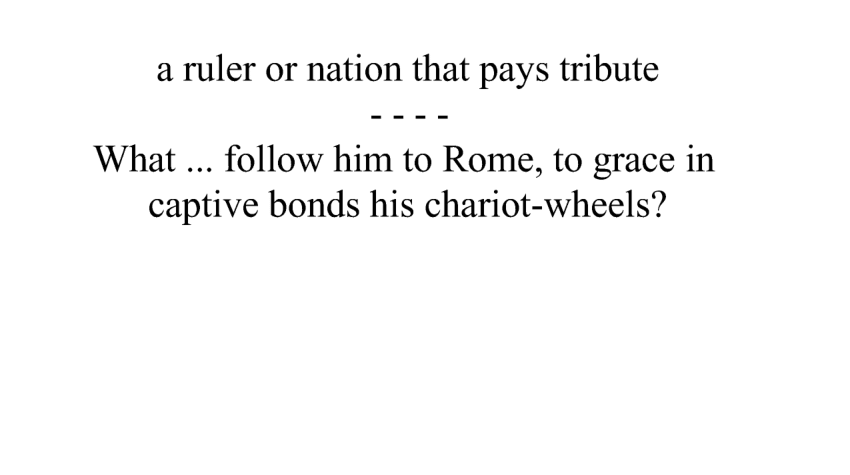 a ruler or nation that pays tribute
- - - -
What ... follow him to Rome, to grace in
captive bonds his chariot-wheels?